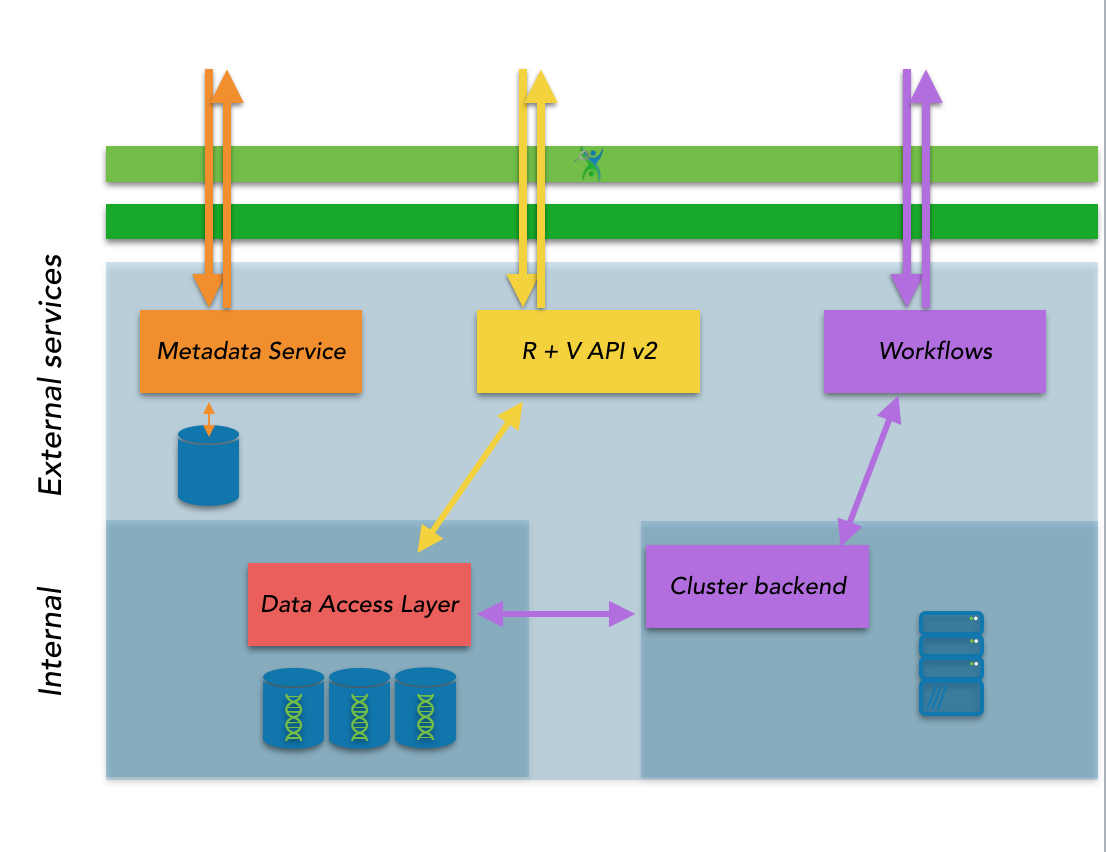 External services
Metadata Service
R + V API v2
Workflows
Internal
Data Access Layer
Cluster backend